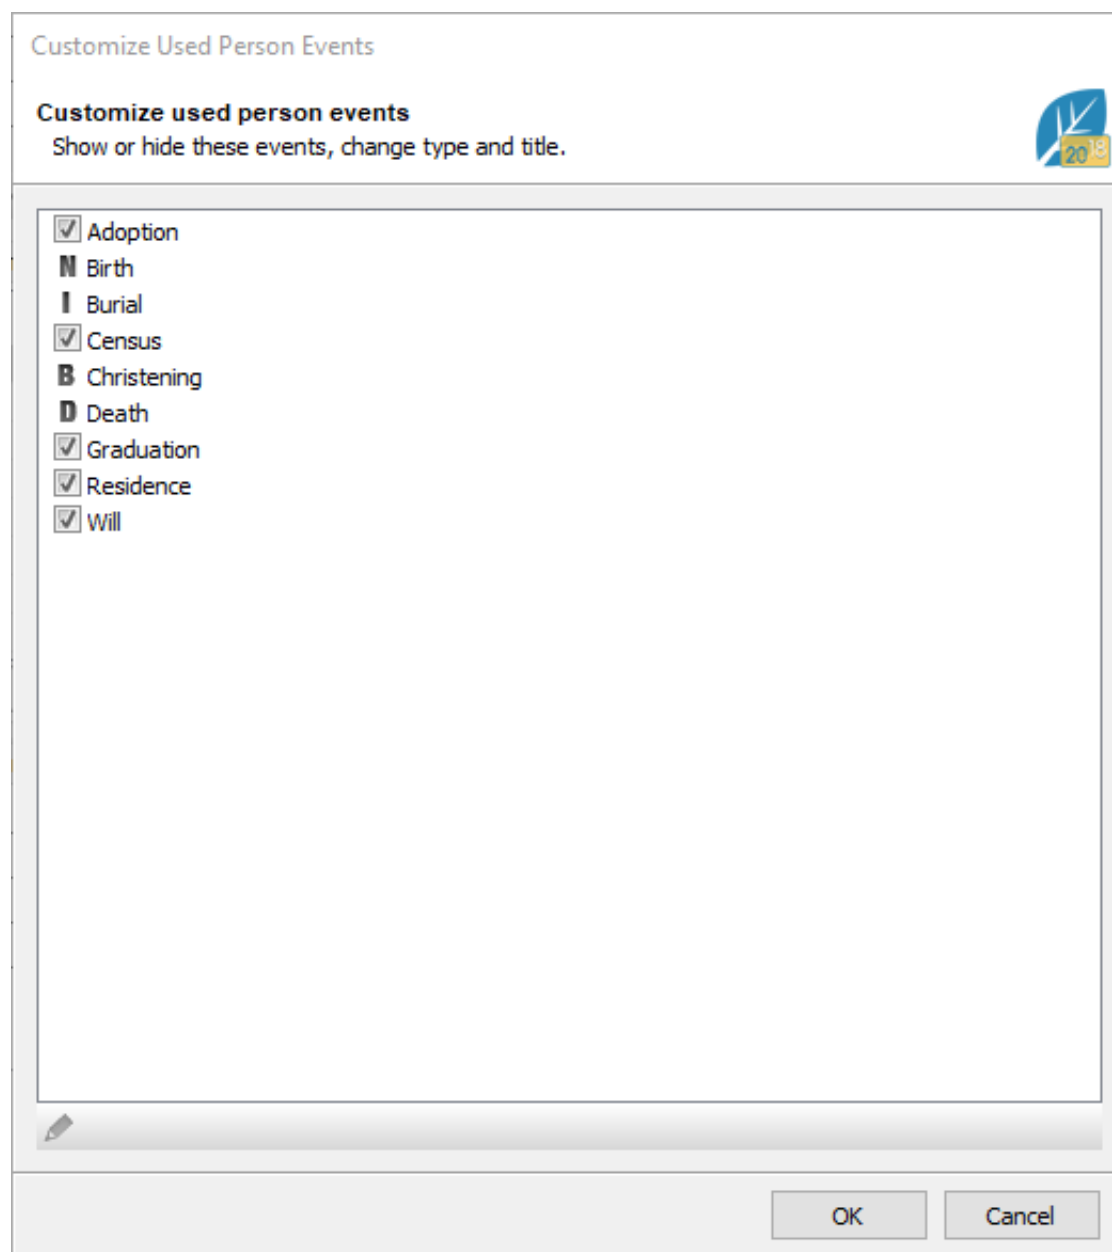 Customize Used Person Events
Customize used person events
Show or hide these events, change type and title.
2018
Adoption
N Birth
I Burial
Census
B Christening
D Death
Graduation
Residence
Will
OK
Cancel